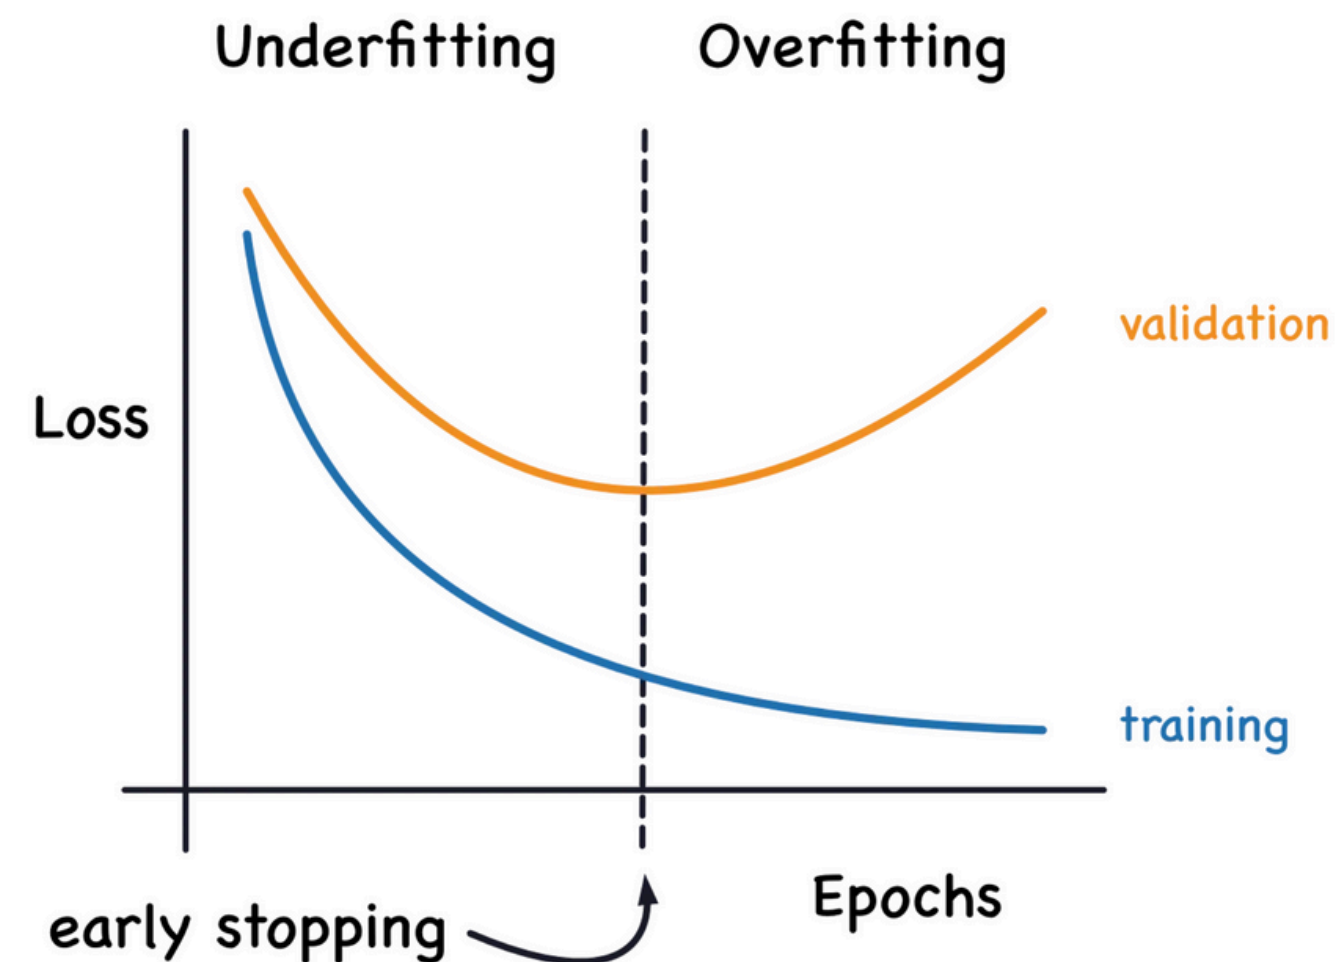 Underfitting
Overfitting
Loss
validation
training
Epochs
early stopping